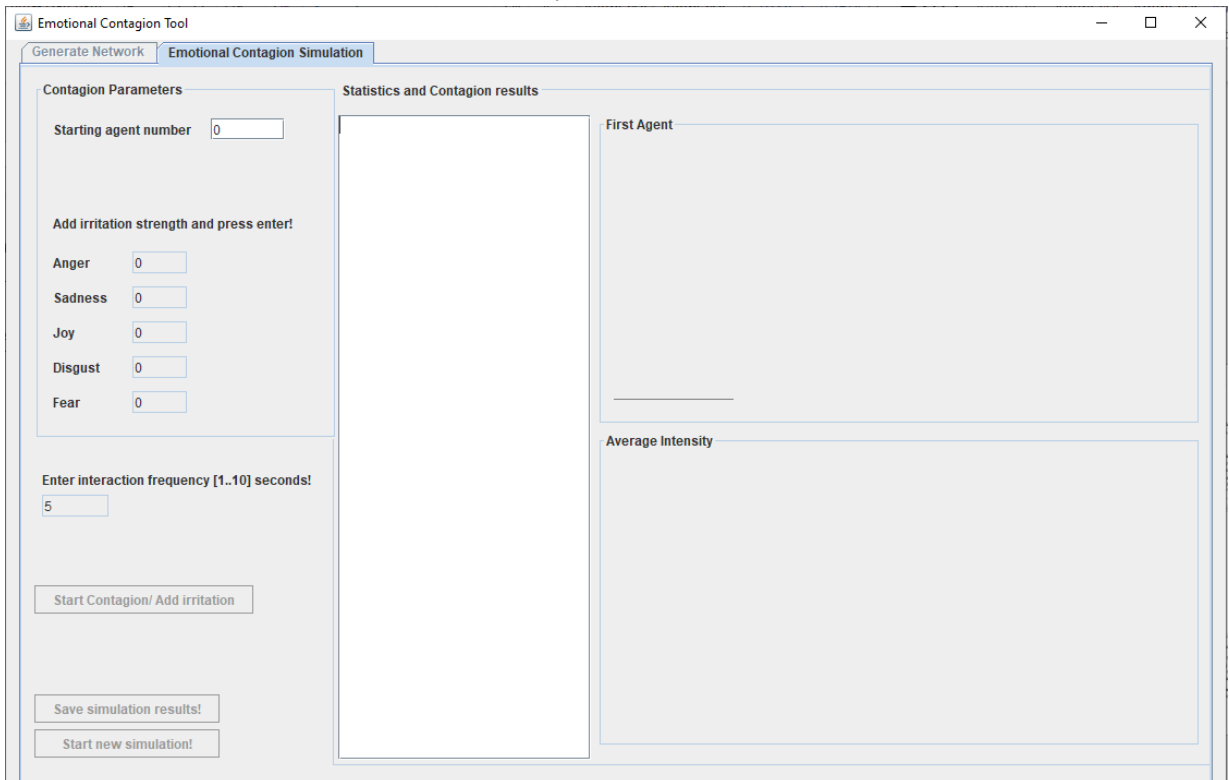 Emotional Contagion Tool
Generate Network
Emotional Contagion Simulation
Contagion Parameters
Starting agent number 0
Add irritation strength and press enter!
Anger 0
Sadness 0
Joy 0
Disgust 0
Fear 0
Enter interaction frequency [1..10] seconds!
5
Start Contagion/ Add irritation
Save simulation results!
Start new simulation!
Statistics and Contagion results
First Agent
Average Intensity